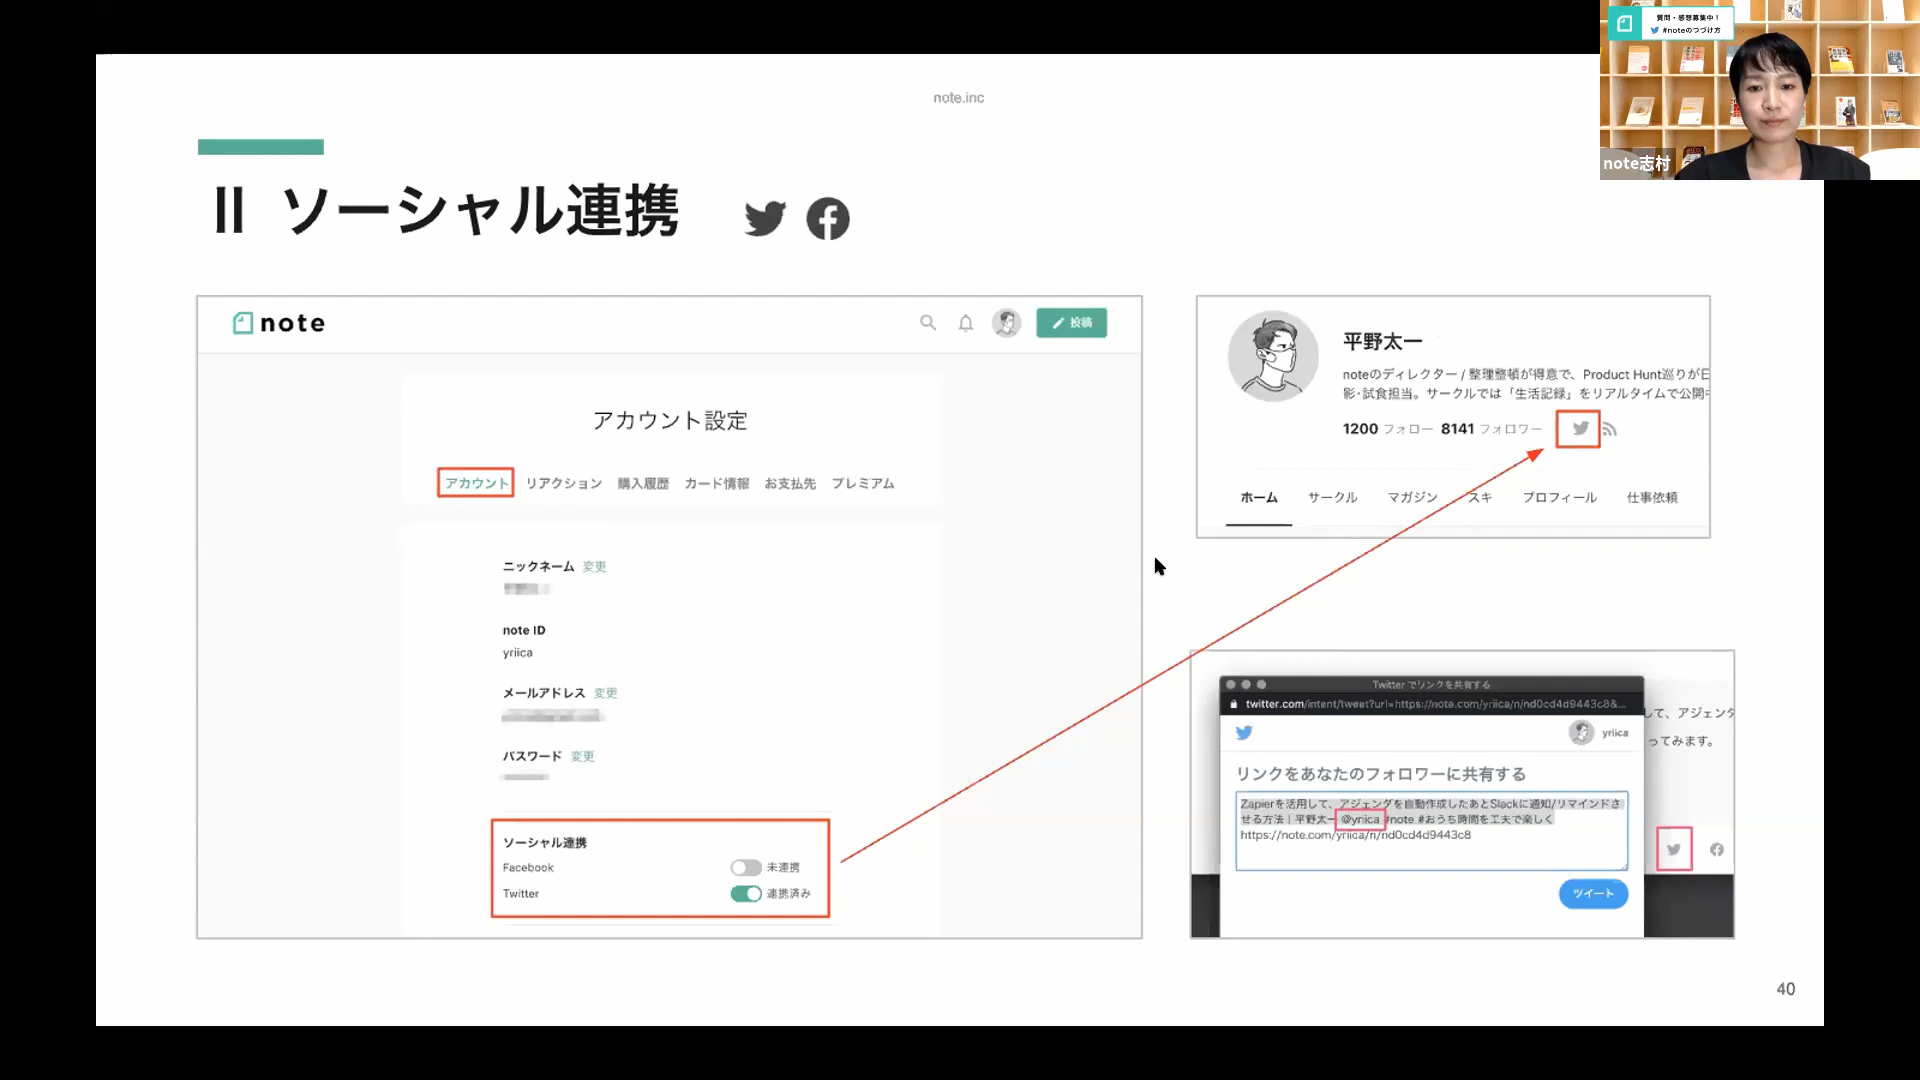 note.inc
質問・感想募集中！
#noteのつづけ方
note志村
II ソーシャル連携
note
投稿
アカウント設定
アカウント リアクション 購入履歴 カード情報 お支払先 プレミアム
ニックネーム 変更
note ID
yriica
メールアドレス 変更
パスワード 変更
ソーシャル連携
Facebook 未連携
Twitter 連携済み
平野太一
noteのディレクター / 整理整頓が得意で、Product Hunt巡りが日
影・試食担当。サークルでは「生活記録」をリアルタイムで公開
1200 フォロー 8141 フォロワー
ホーム サークル マガジン スキ プロフィール 仕事依頼
Twitter でリンクを共有する
twitter.com/intent/tweet?url=https://note.com/yriica/n/nd0cd4d9443c8&...
yriica
リンクをあなたのフォロワーに共有する
Zapierを活用して、アジェンダを自動作成したあとSlackに通知/リマインドさ
せる方法｜平野太一 @yriica #note #おうち時間を工夫で楽しく
https://note.com/yriica/n/nd0cd4d9443c8
ツイート
して、アジェンダ
ってみます。
40